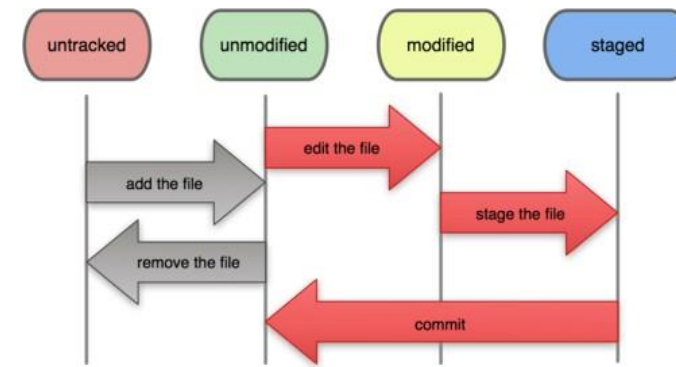 untracked
unmodified
modified
staged
edit the file
add the file
stage the file
remove the file
commit